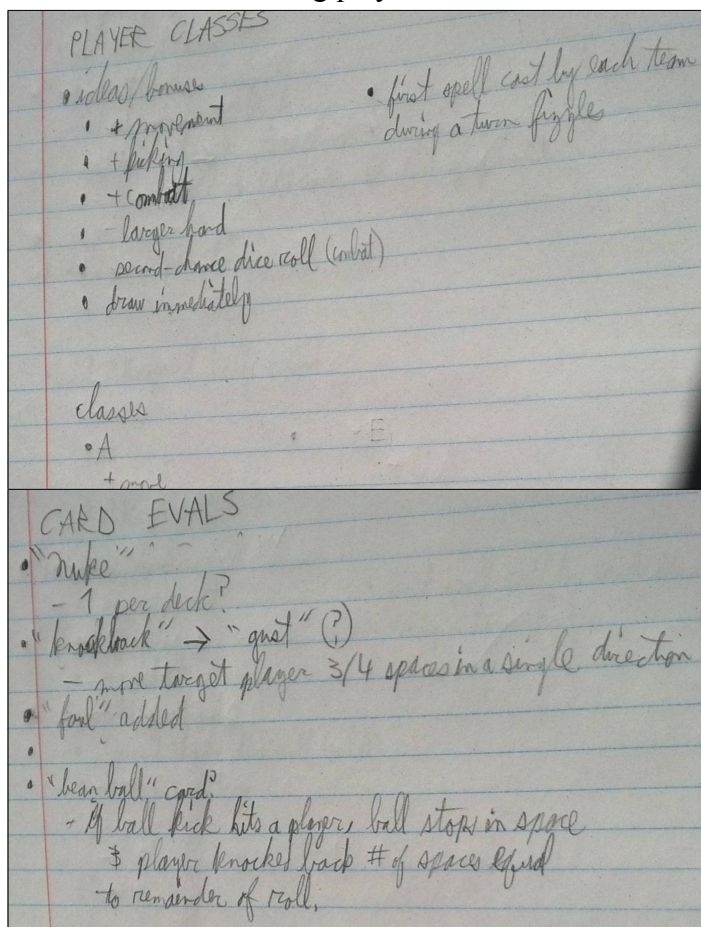 PLAYER CLASSES
• ideas/bonuses
• + movement
• + kicking
• + combat
• - larger hand
• second-chance dice roll (combat)
• draw immediately
• first spell cast by each team
during a turn fizzles
classes
• A
+ move
E
CARD EVALS
• "nuke"
- 1 per deck?
• "knockback" → "gust" (?)
- move target player 3/4 spaces in a single direction
• "foul" added
•
• "bean ball" card?
- If ball kick hits a player, ball stops in space
& player knocked back # of spaces equal
to remainder of roll.